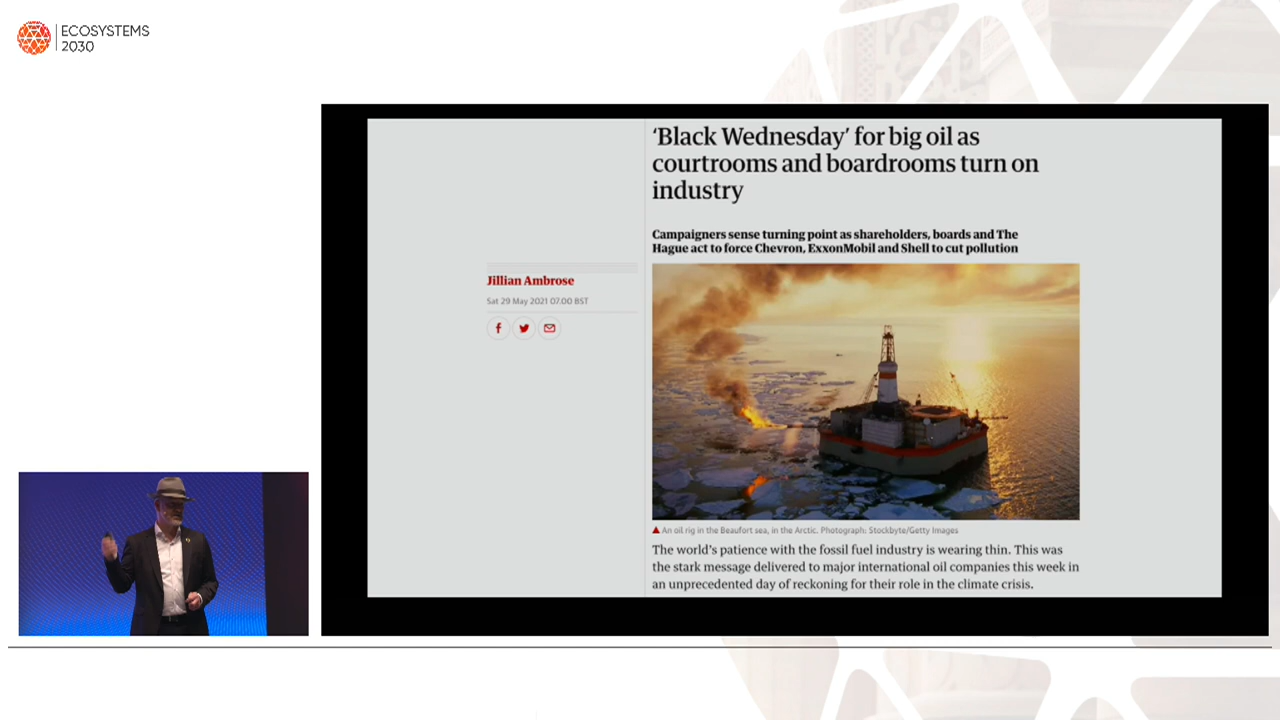 ECOSYSTEMS
2030
‘Black Wednesday’ for big oil as
courtrooms and boardrooms turn on
industry
Campaigners sense turning point as shareholders, boards and The
Hague act to force Chevron, ExxonMobil and Shell to cut pollution
Jillian Ambrose
Sat 29 May 2021 07.00 BST
An oil rig in the Beaufort sea, in the Arctic. Photograph: Stockbyte/Getty Images
The world’s patience with the fossil fuel industry is wearing thin. This was
the stark message delivered to major international oil companies this week in
an unprecedented day of reckoning for their role in the climate crisis.